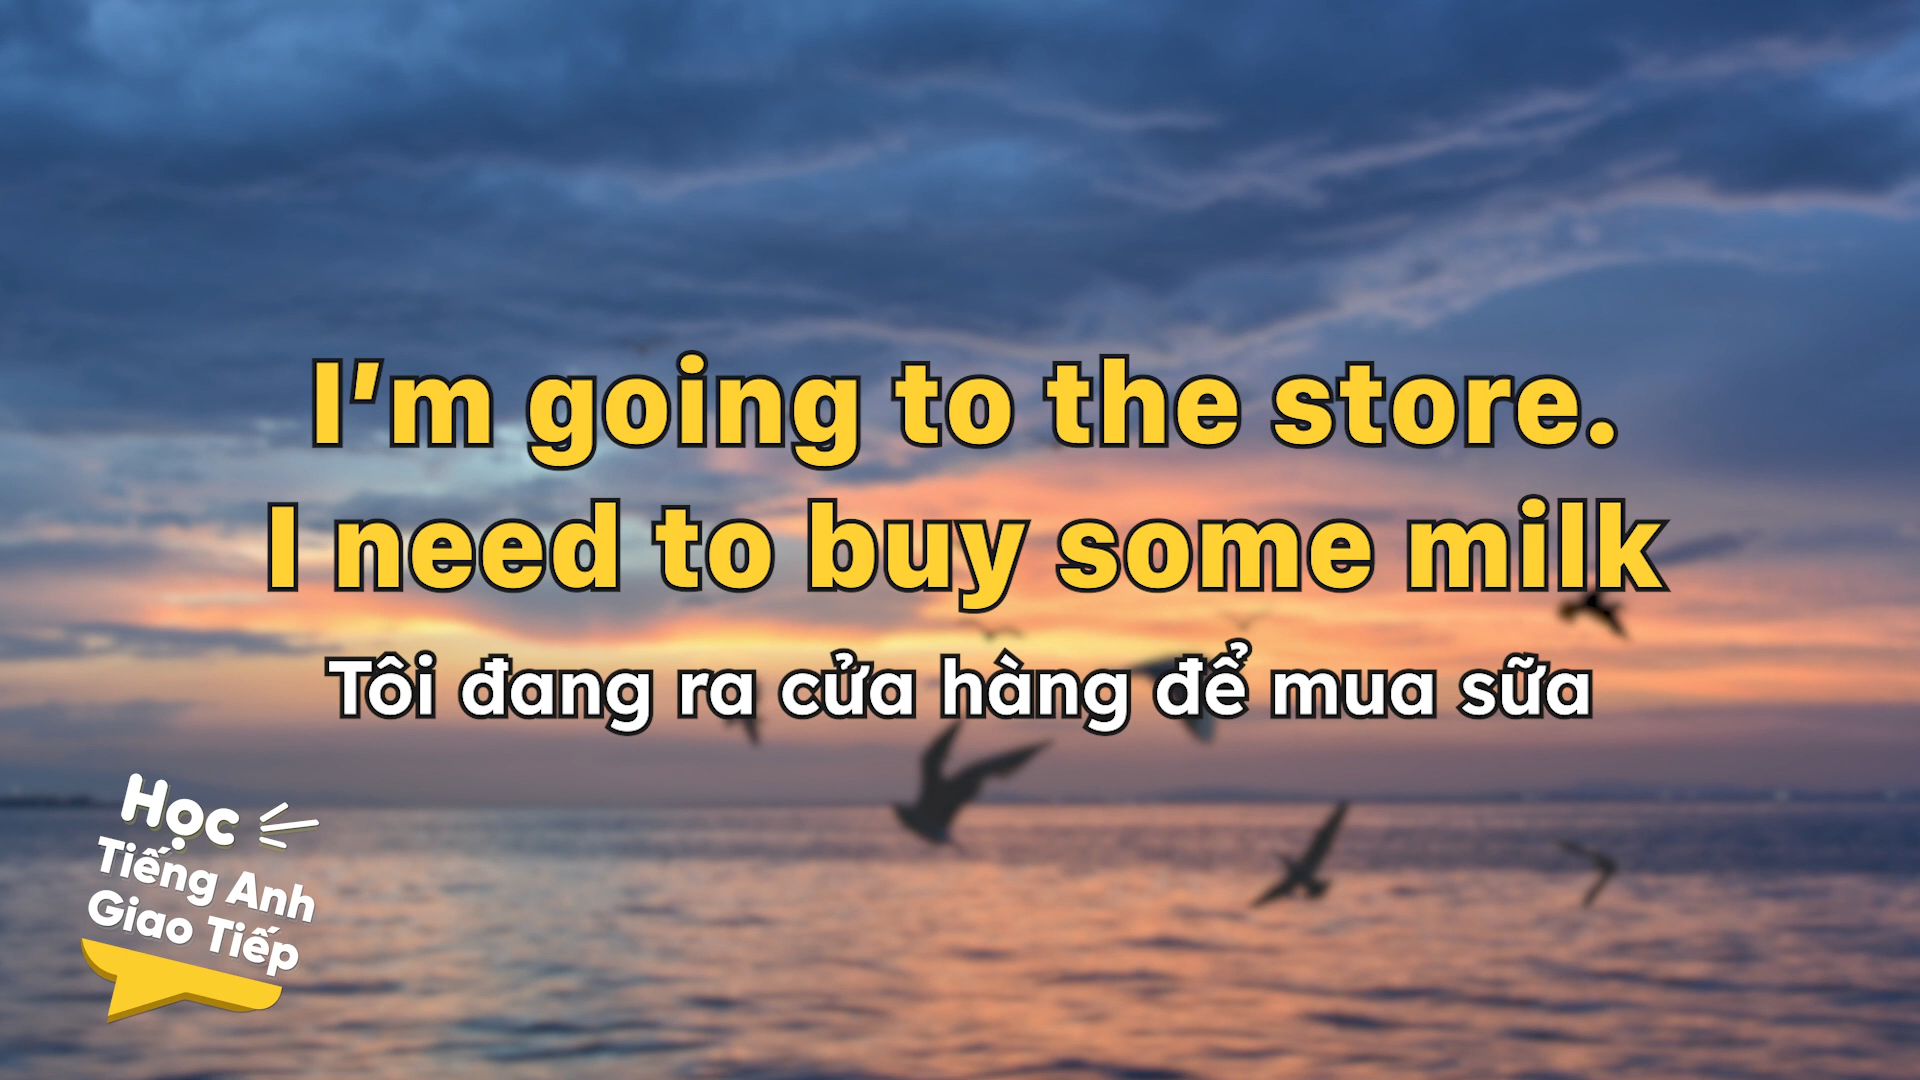 I’m going to the store.
I need to buy some milk
Tôi đang ra cửa hàng để mua sữa
Học
Tiếng Anh
Giao Tiếp